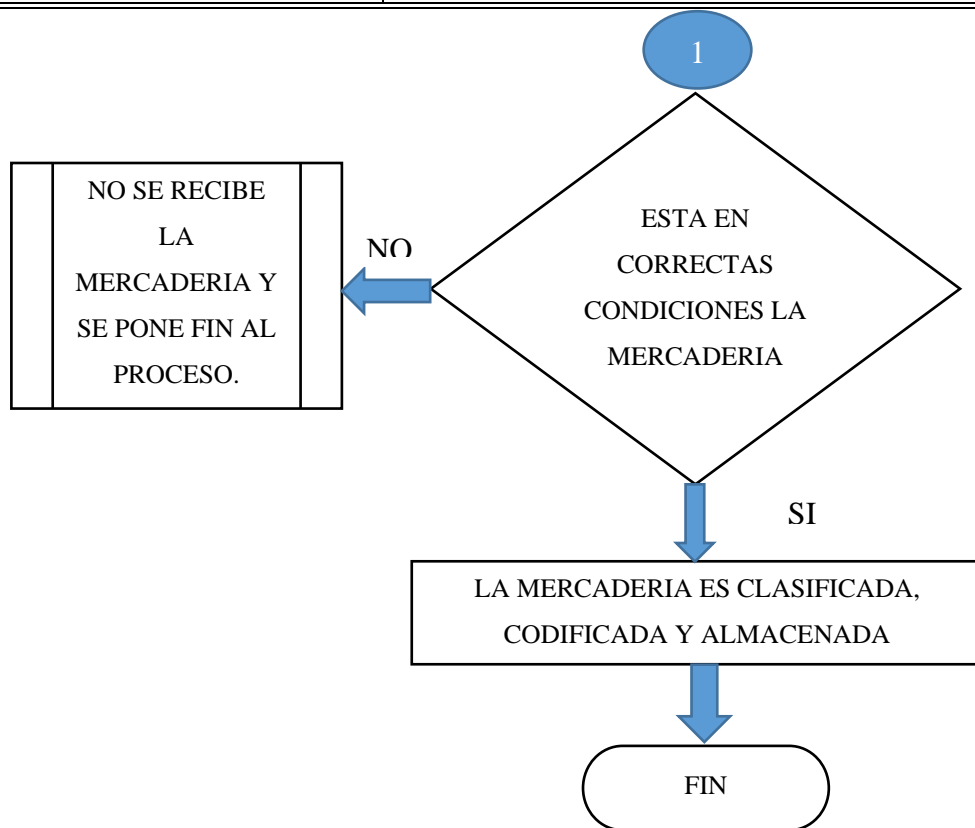 1
ESTA EN
CORRECTAS
CONDICIONES LA
MERCADERIA
NO
NO SE RECIBE
LA
MERCADERIA Y
SE PONE FIN AL
PROCESO.
SI
LA MERCADERIA ES CLASIFICADA,
CODIFICADA Y ALMACENADA
FIN